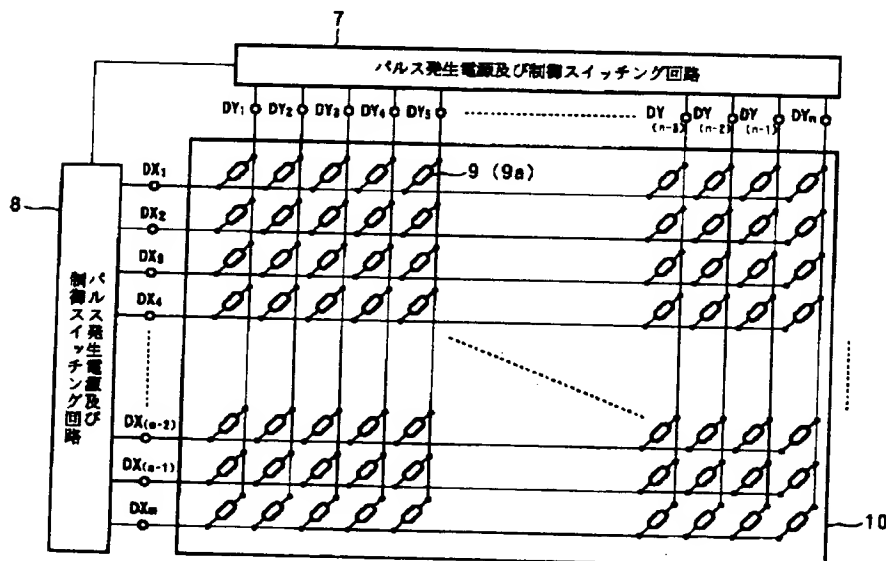 7
パルス発生電源及び制御スイッチング回路
DY1 DY2 DY3 DY4 DY5 DY(n-3) DY(n-2) DY(n-1) DYn
8
パルス発生電源及び
制御スイッチング回路
DX1
9 (9a)
DX2
DX3
DX4
DX(m-2)
DX(m-1)
DXm
10